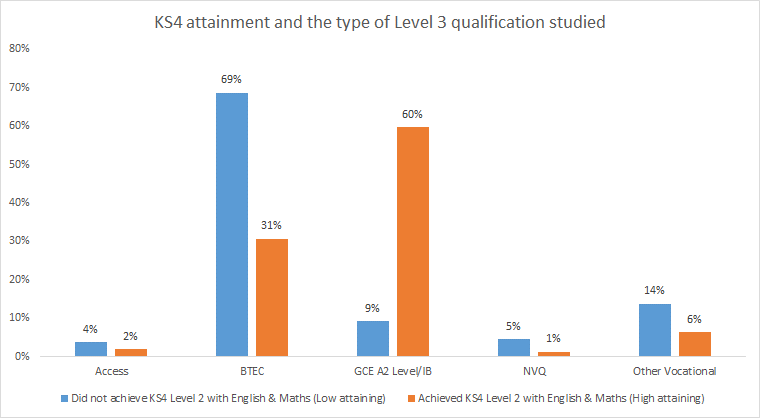 KS4 attainment and the type of Level 3 qualification studied
80%
70%
60%
50%
40%
30%
20%
10%
0%
4%
2%
69%
31%
9%
60%
5%
1%
14%
6%
Access
BTEC
GCE A2 Level/IB
NVQ
Other Vocational
Did not achieve KS4 Level 2 with English & Maths (Low attaining)
Achieved KS4 Level 2 with English & Maths (High attaining)